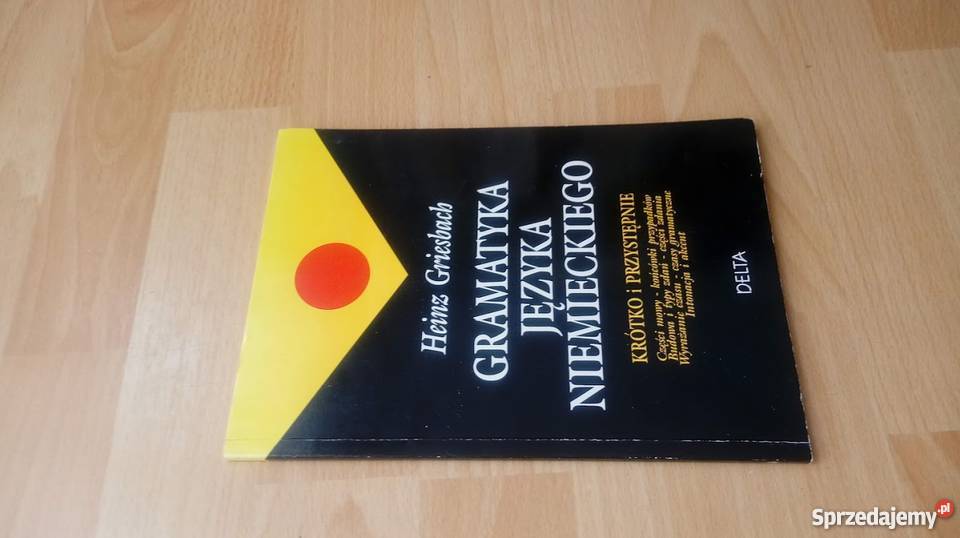 Heinz Griesbach
GRAMATYKA
JĘZYKA
NIEMIECKIEGO
KRÓTKO i PRZYSTĘPNIE
Części mowy - końcówki przypadków
Budowa i typy zdań - części zdania
Wyrażanie czasu - czasy gramatyczne
Intonacja i akcent
DELTA
Sprzedajemy.pl